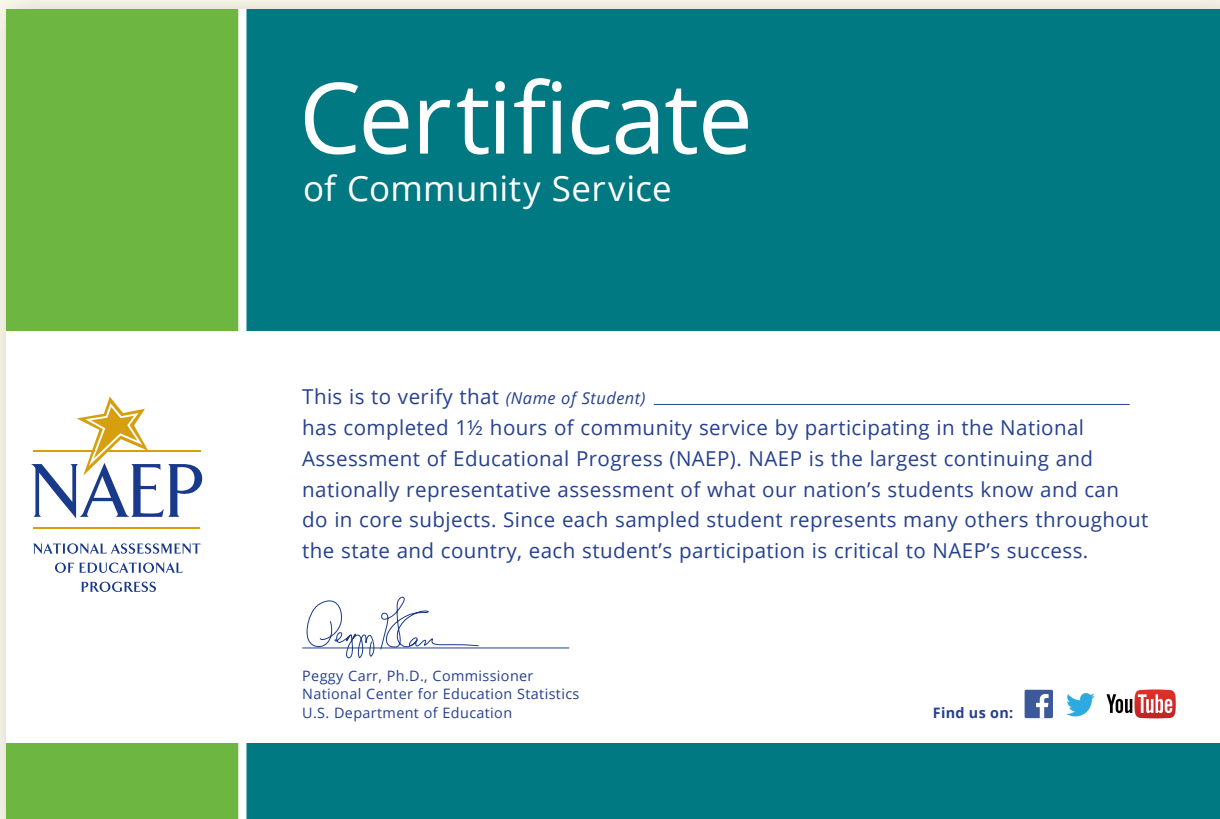 Certificate
of Community Service
This is to verify that (Name of Student)
has completed 1½ hours of community service by participating in the National
Assessment of Educational Progress (NAEP). NAEP is the largest continuing and
nationally representative assessment of what our nation’s students know and can
do in core subjects. Since each sampled student represents many others throughout
the state and country, each student’s participation is critical to NAEP’s success.
NAEP
NATIONAL ASSESSMENT
OF EDUCATIONAL
PROGRESS
Peggy G Carr
Peggy Carr, Ph.D., Commissioner
National Center for Education Statistics
U.S. Department of Education
Find us on: f YouTube